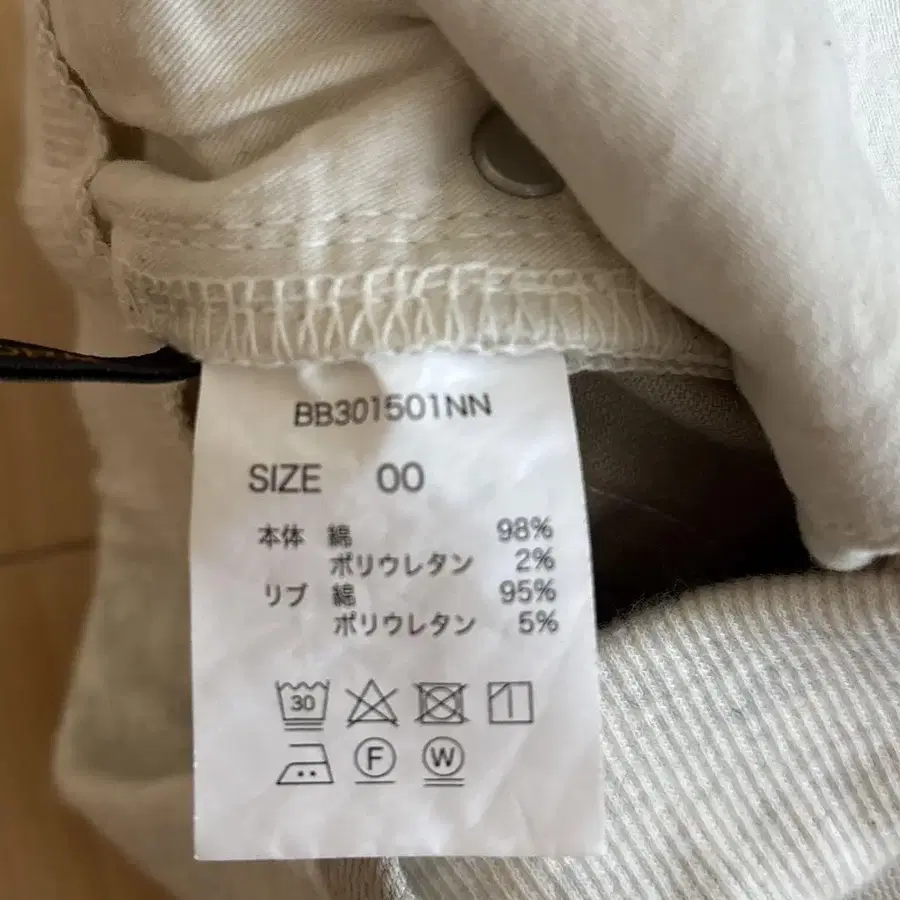 BB301501NN
SIZE 00
本体 綿 98%
ポリウレタン 2%
リブ 綿 95%
ポリウレタン 5%
30
F W